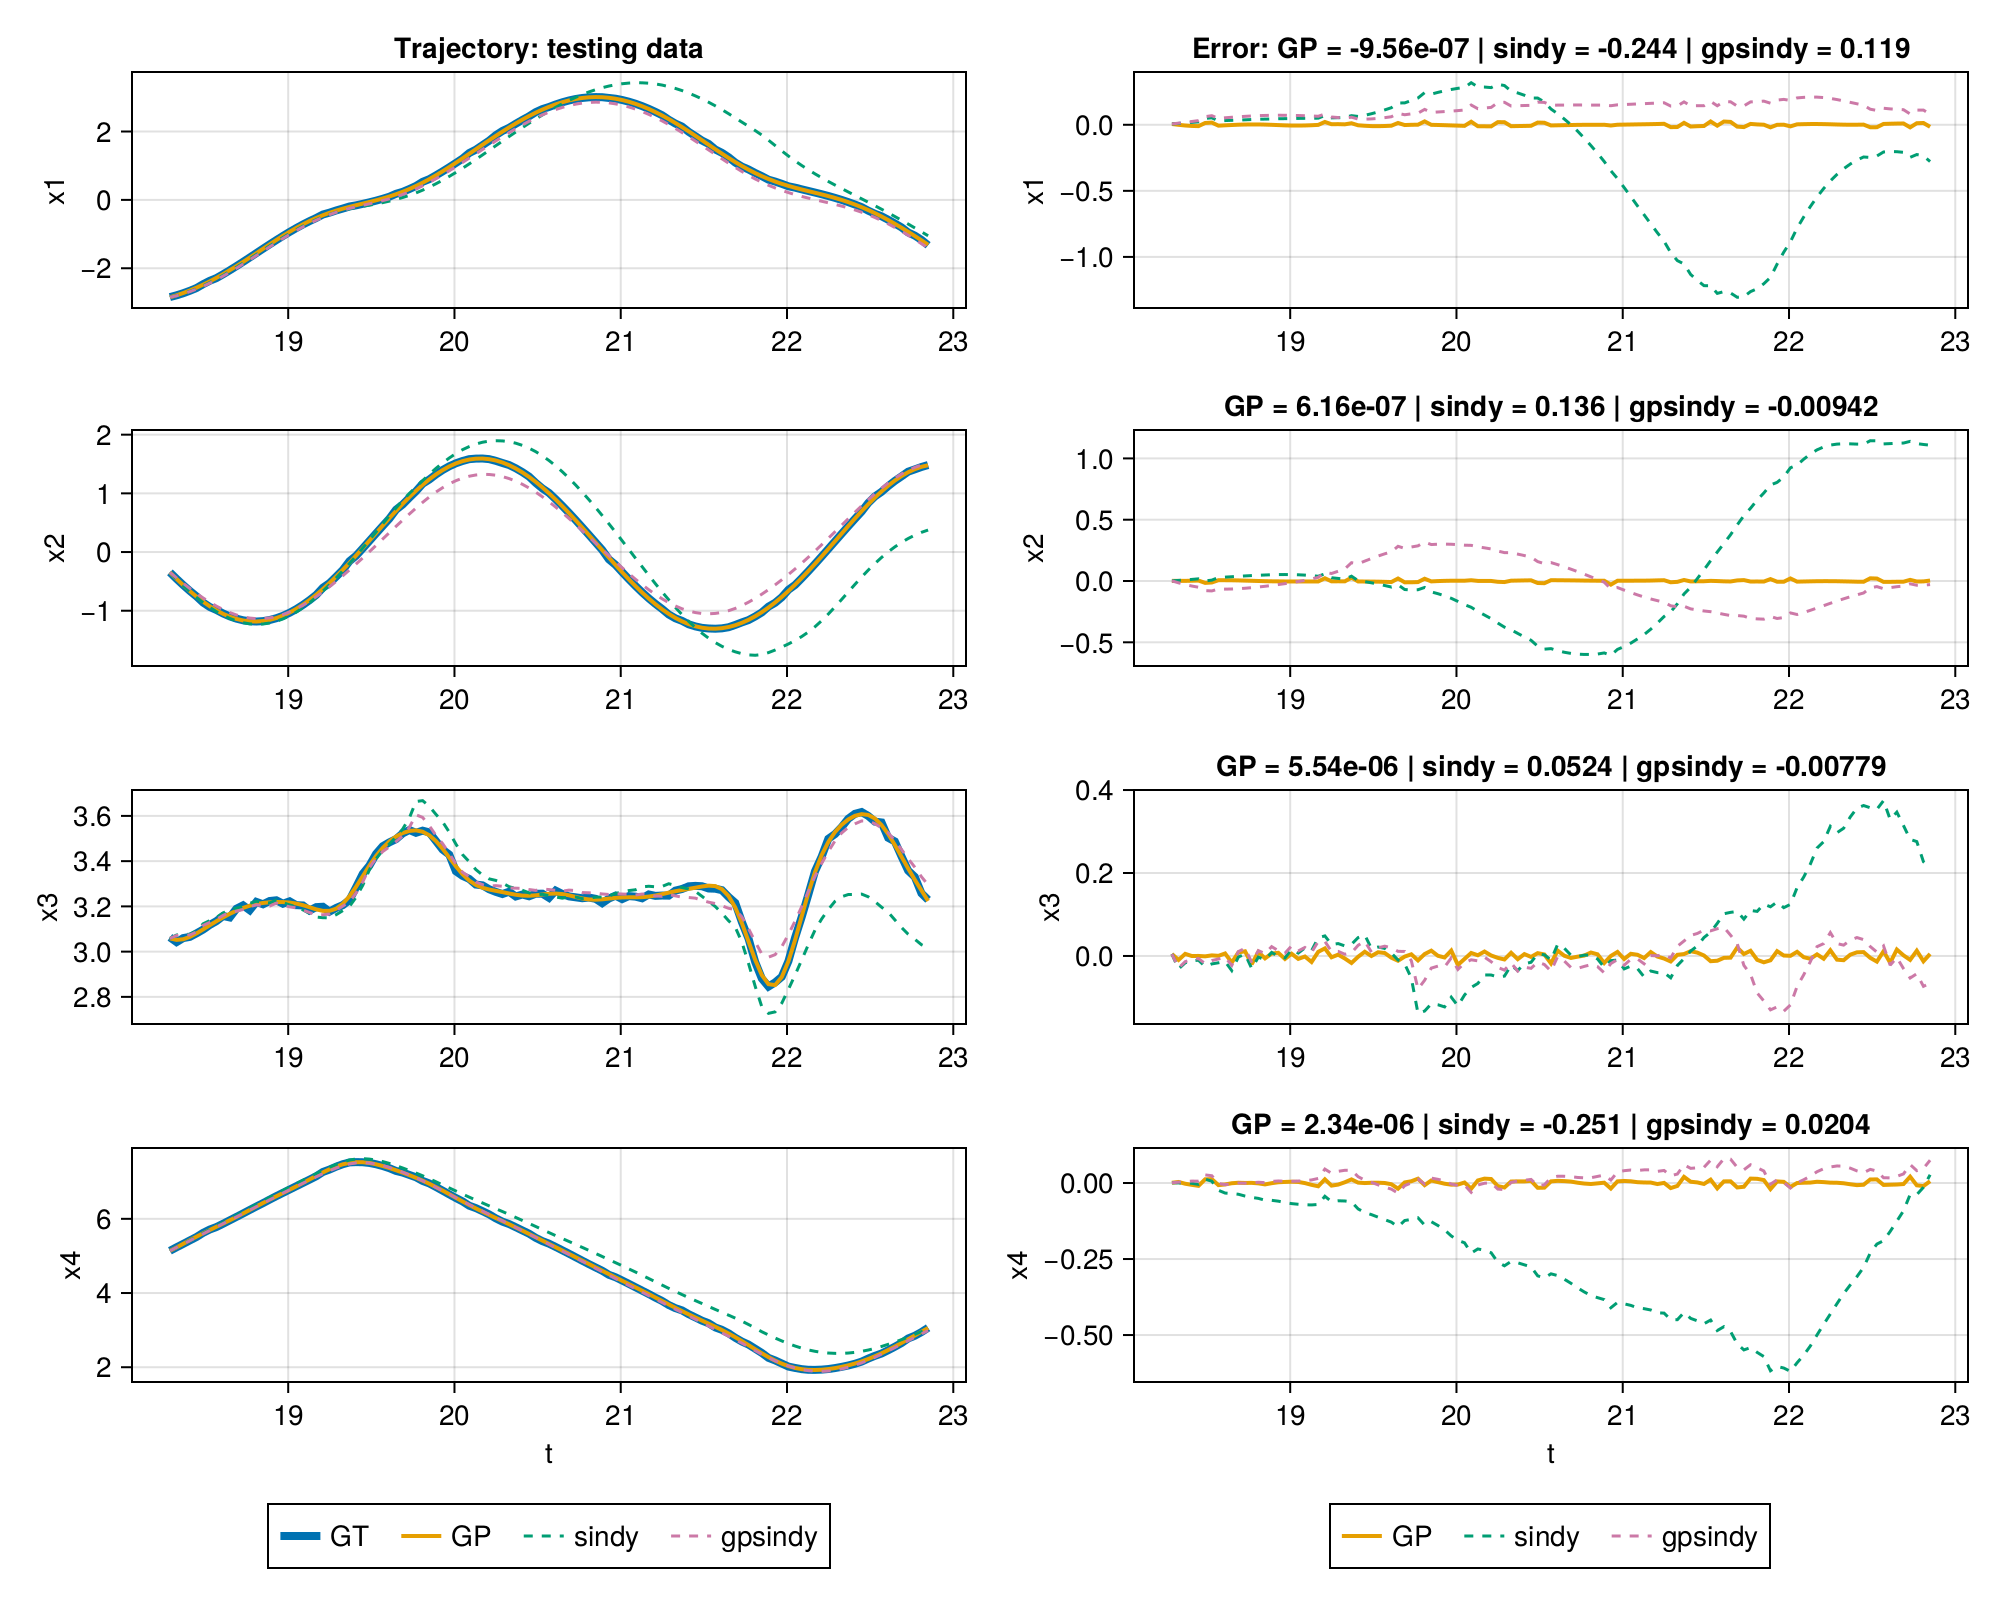 Trajectory: testing data
x1
2
0
−2
19 20 21 22 23
Error: GP = -9.56e-07 | sindy = -0.244 | gpsindy = 0.119
x1
0.0
−0.5
−1.0
19 20 21 22 23
x2
2
1
0
−1
19 20 21 22 23
GP = 6.16e-07 | sindy = 0.136 | gpsindy = -0.00942
x2
1.0
0.5
0.0
−0.5
19 20 21 22 23
x3
3.6
3.4
3.2
3.0
2.8
19 20 21 22 23
GP = 5.54e-06 | sindy = 0.0524 | gpsindy = -0.00779
x3
0.4
0.2
0.0
19 20 21 22 23
x4
6
4
2
19 20 21 22 23
t
GP = 2.34e-06 | sindy = -0.251 | gpsindy = 0.0204
x4
0.00
−0.25
−0.50
19 20 21 22 23
t
GT GP sindy gpsindy
GP sindy gpsindy